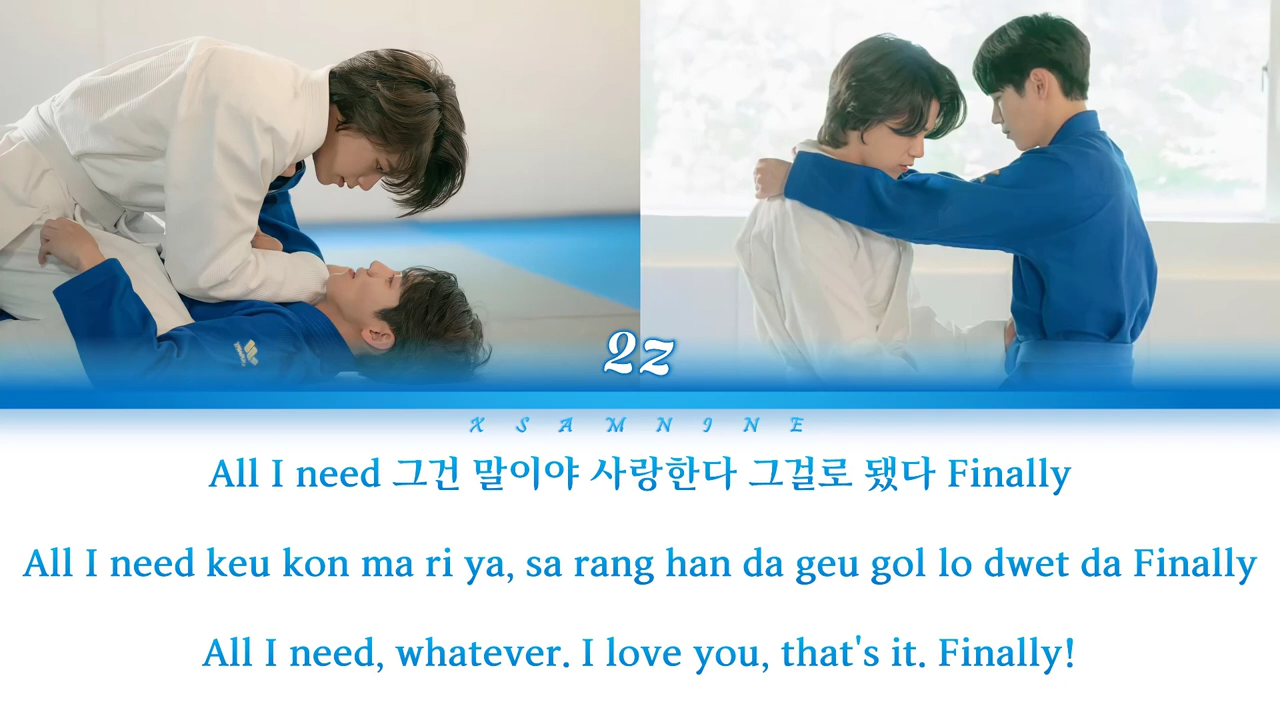 2z
XSAMNINE
All I need 그건 말이야 사랑한다 그걸로 됐다 Finally
All I need keu kon ma ri ya, sa rang han da geu gol lo dwet da Finally
All I need, whatever. I love you, that's it. Finally!